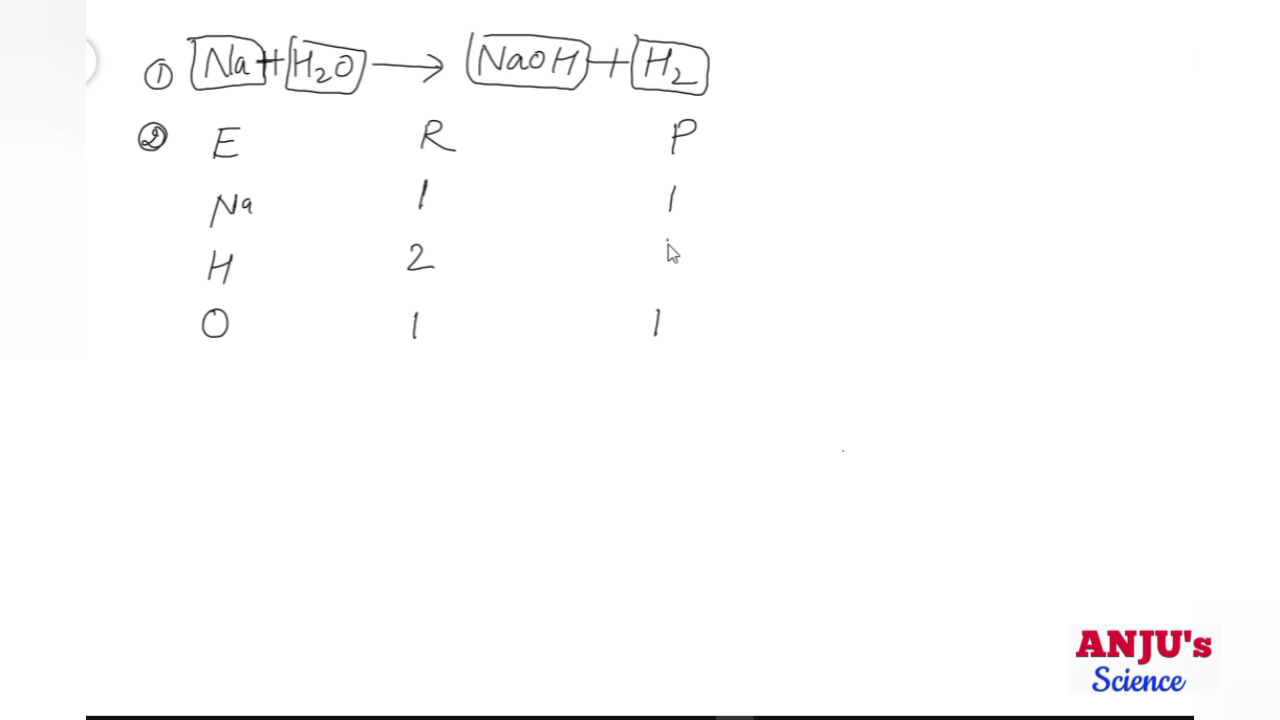 ① Na + H₂O → NaOH + H₂
② E R P
Na 1 1
H 2
O 1 1
ANJU's
Science